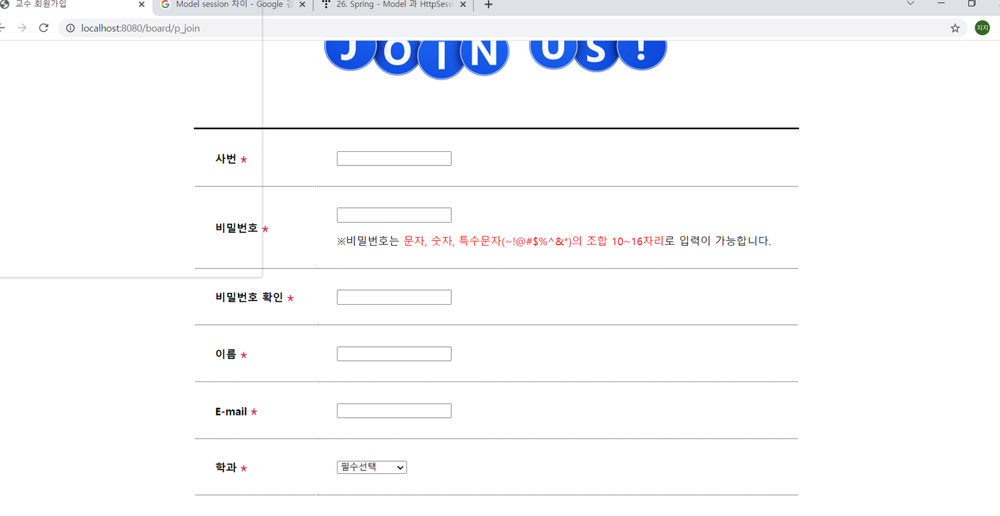 교수 회원가입
Model session 차이 - Google 검
26. Spring - Model 과 HttpSess
localhost:8080/board/p_join
지지
JOIN US!
사번 *
비밀번호 *
※비밀번호는 문자, 숫자, 특수문자(~!@#$%^&*)의 조합 10~16자리로 입력이 가능합니다.
비밀번호 확인 *
이름 *
E-mail *
학과 *
필수선택